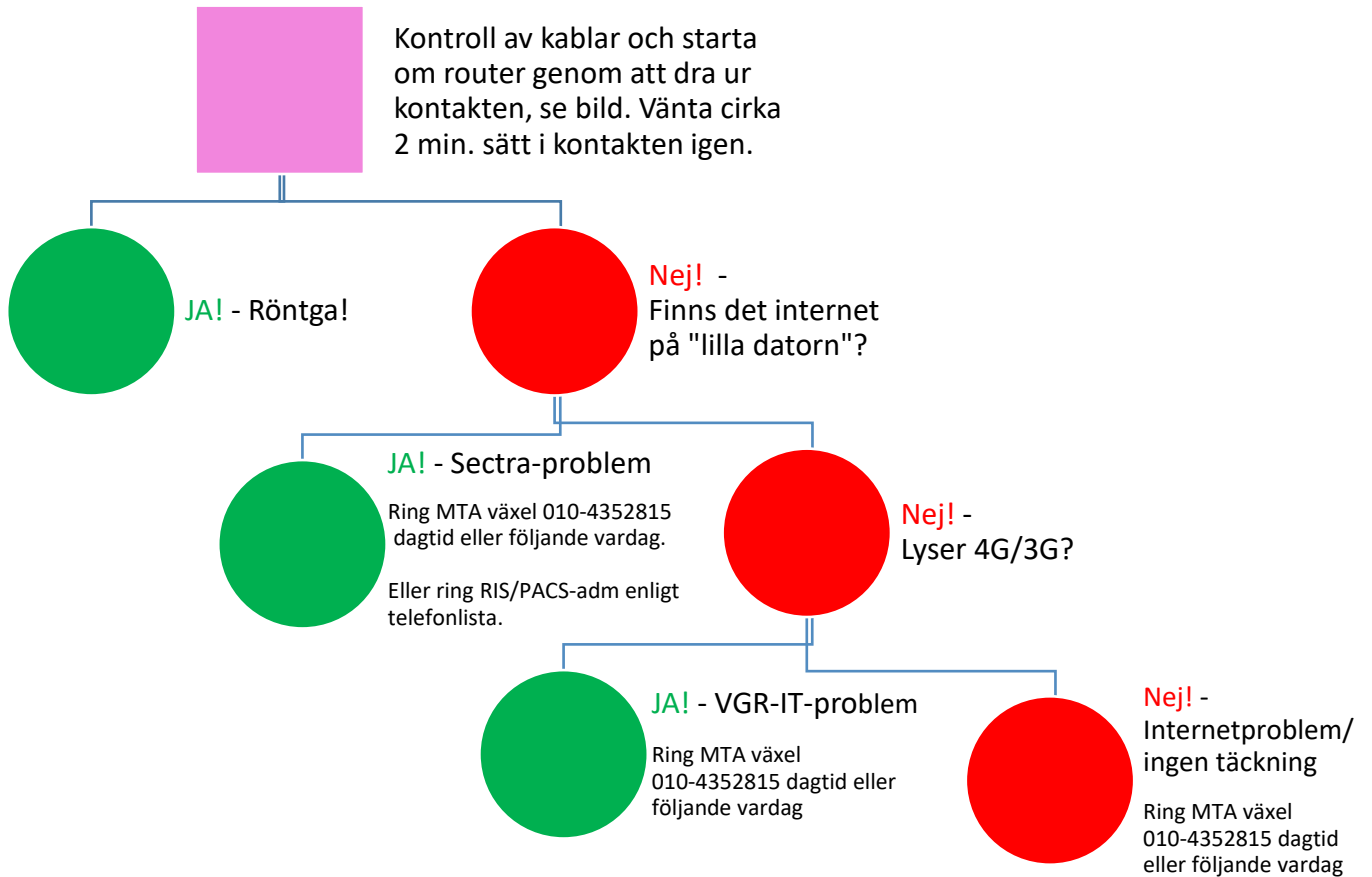 Kontroll av kablar och starta
om router genom att dra ur
kontakten, se bild. Vänta cirka
2 min. sätt i kontakten igen.
JA! - Röntga!
Nej! -
Finns det internet
på "lilla datorn"?
JA! - Sectra-problem
Ring MTA växel 010-4352815
dagtid eller följande vardag.
Eller ring RIS/PACS-adm enligt
telefonlista.
Nej! -
Lyser 4G/3G?
JA! - VGR-IT-problem
Ring MTA växel
010-4352815 dagtid eller
följande vardag
Nej! -
Internetproblem/
ingen täckning
Ring MTA växel
010-4352815 dagtid
eller följande vardag